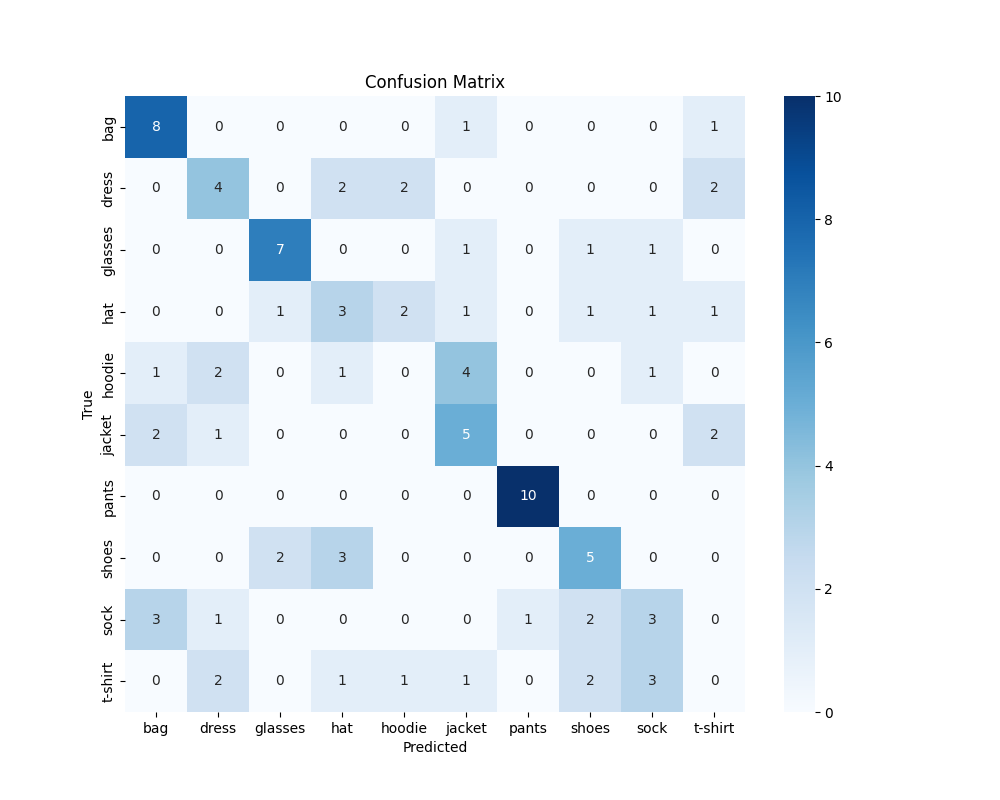 Confusion Matrix
bag 8 0 0 0 0 1 0 0 0 1
dress 0 4 0 2 2 0 0 0 0 2
glasses 0 0 7 0 0 1 0 1 1 0
hat 0 0 1 3 2 1 0 1 1 1
hoodie 1 2 0 1 0 4 0 0 1 0
jacket 2 1 0 0 0 5 0 0 0 2
pants 0 0 0 0 0 0 10 0 0 0
shoes 0 0 2 3 0 0 0 5 0 0
sock 3 1 0 0 0 0 1 2 3 0
t-shirt 0 2 0 1 1 1 0 2 3 0
True
bag dress glasses hat hoodie jacket pants shoes sock t-shirt
Predicted
10
8
6
4
2
0